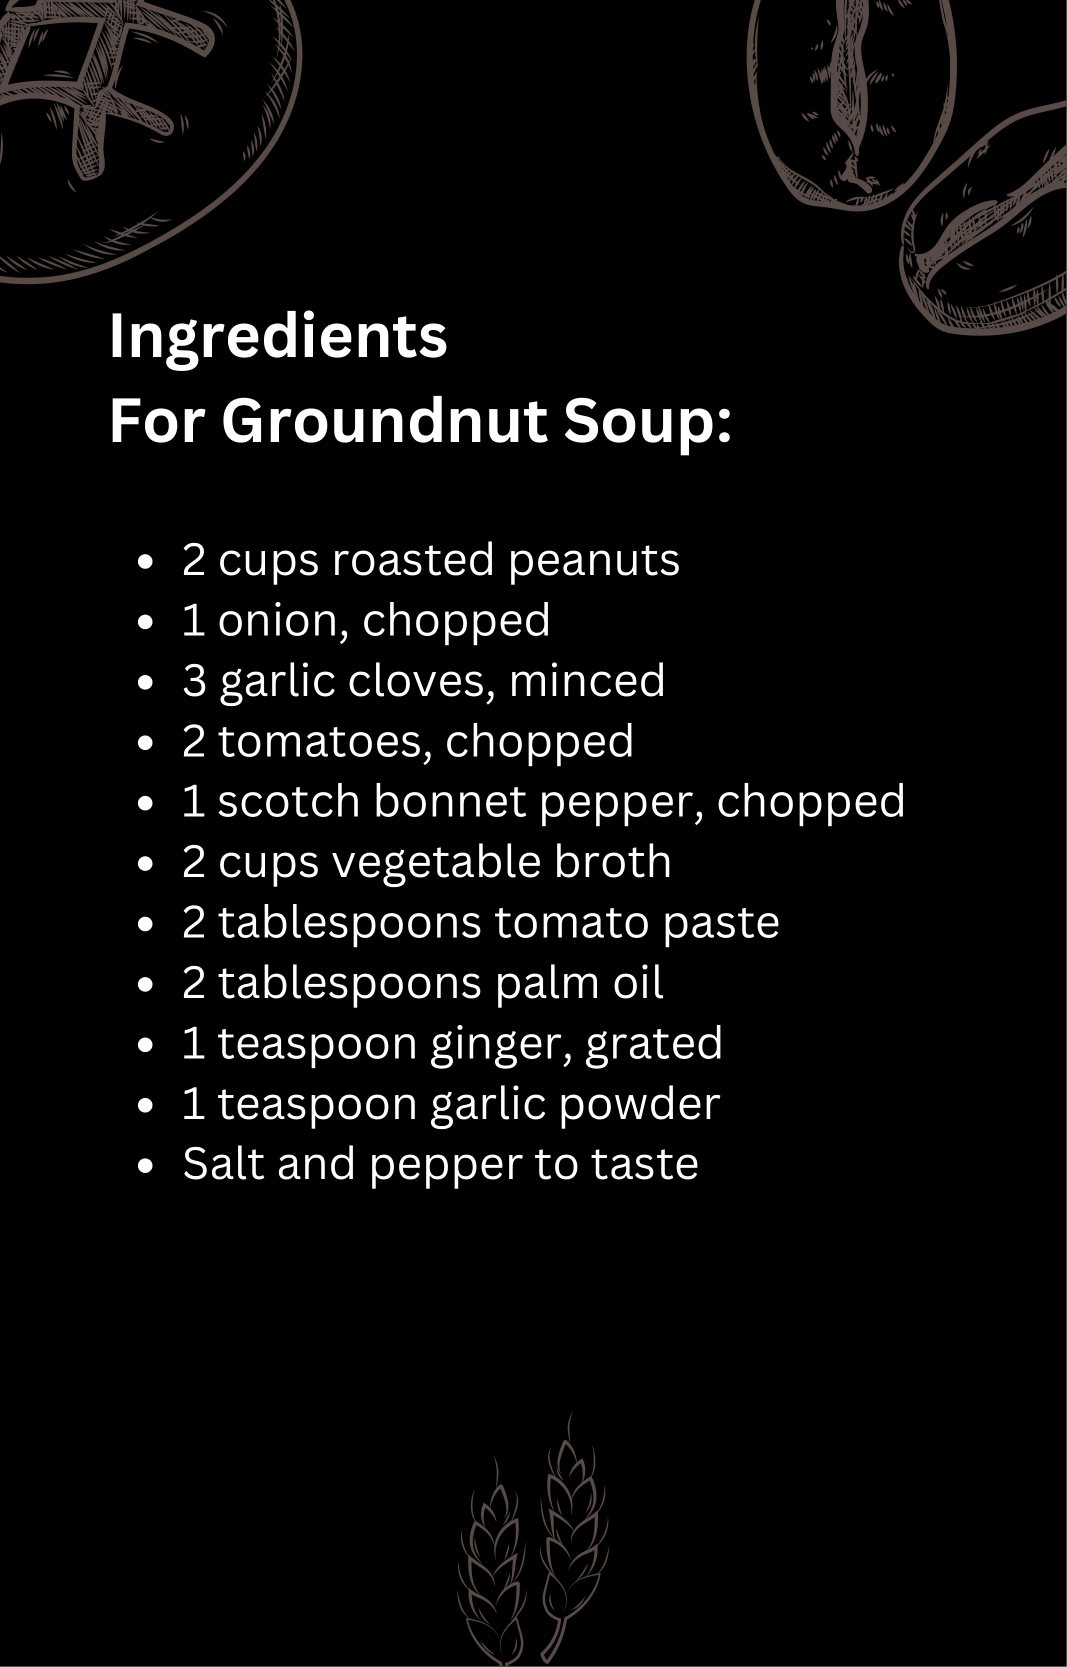 Ingredients
For Groundnut Soup:
• 2 cups roasted peanuts
• 1 onion, chopped
• 3 garlic cloves, minced
• 2 tomatoes, chopped
• 1 scotch bonnet pepper, chopped
• 2 cups vegetable broth
• 2 tablespoons tomato paste
• 2 tablespoons palm oil
• 1 teaspoon ginger, grated
• 1 teaspoon garlic powder
• Salt and pepper to taste